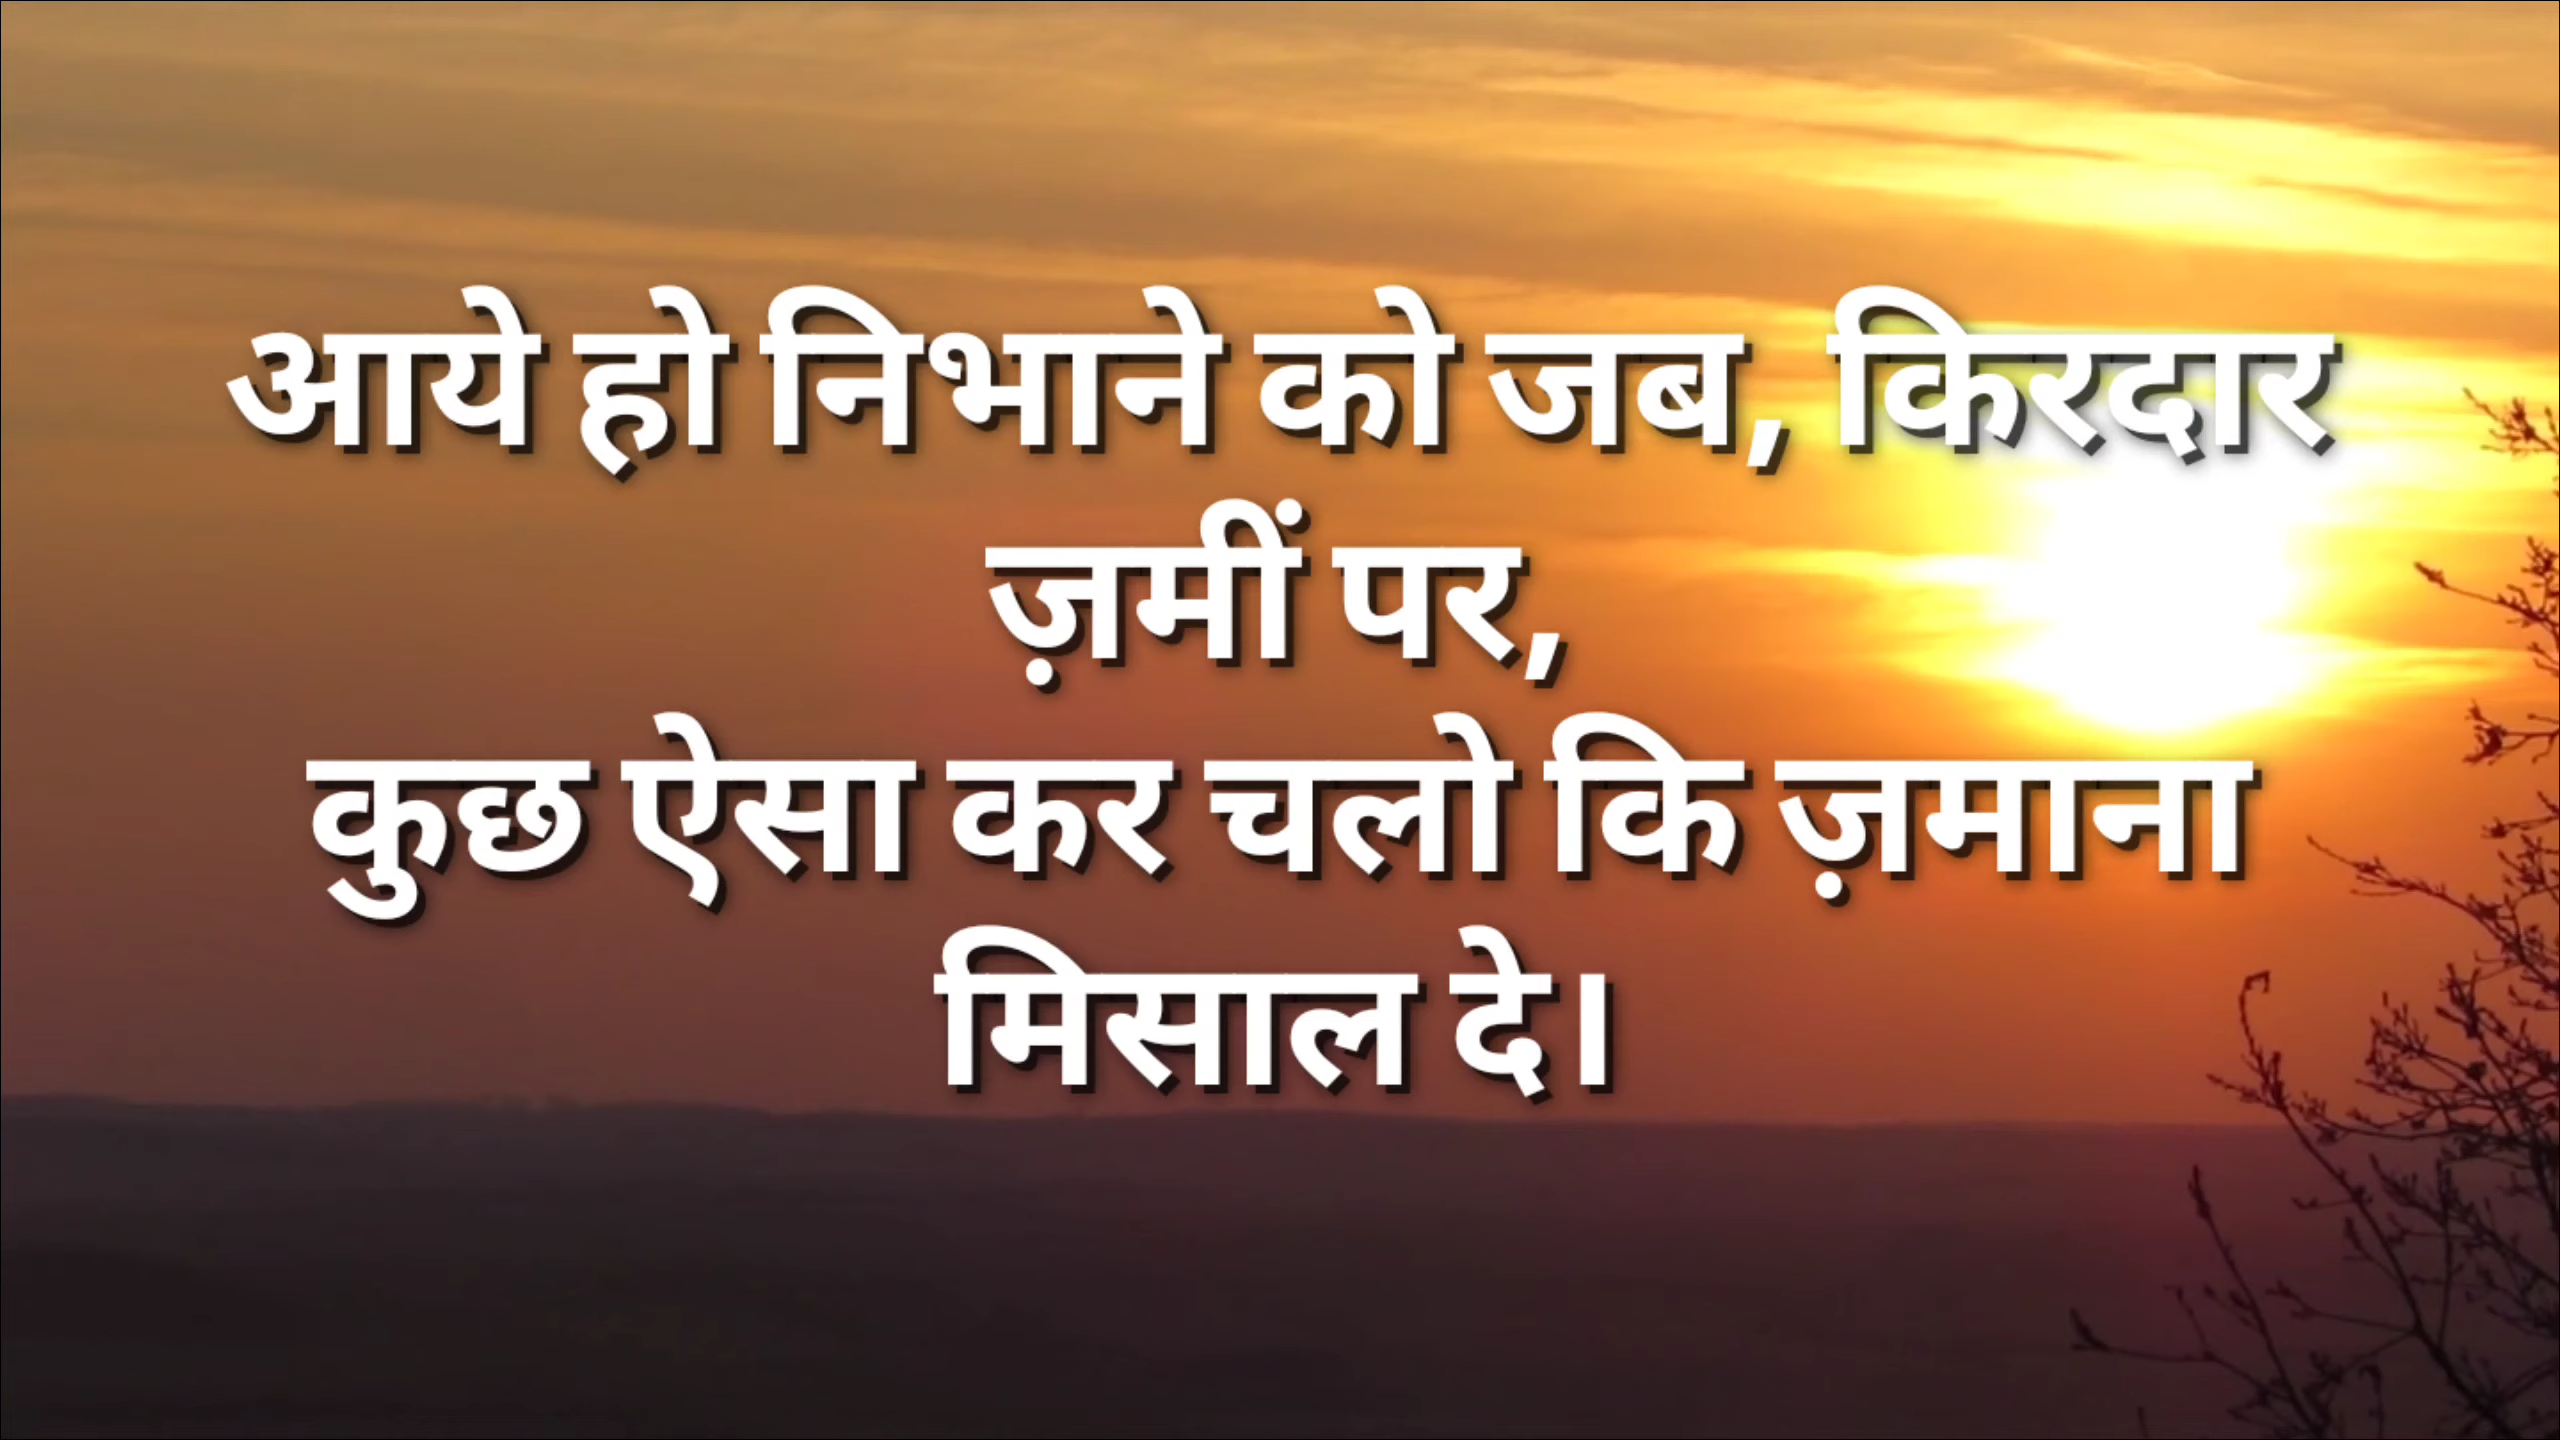 आये हो निभाने को जब, किरदार
ज़मीं पर,
कुछ ऐसा कर चलो कि ज़माना
मिसाल दे।